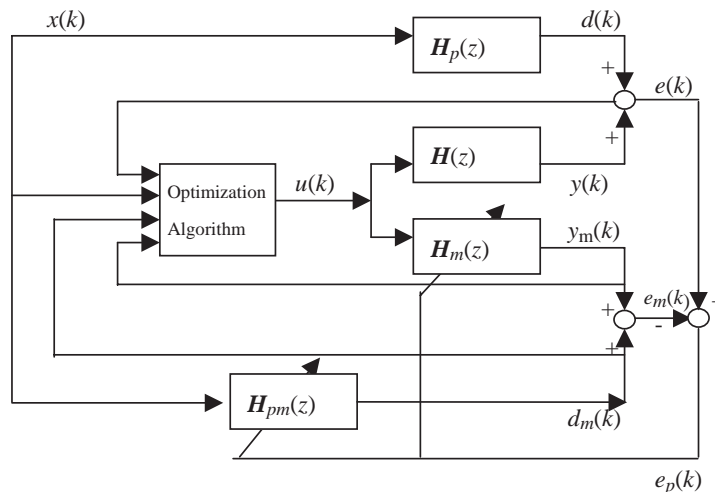 x(k)
H_p(z)
d(k)
+
e(k)
Optimization
Algorithm
u(k)
H(z)
+
y(k)
H_m(z)
y_m(k)
+
e_m(k)
+
-
+
H_pm(z)
d_m(k)
e_p(k)